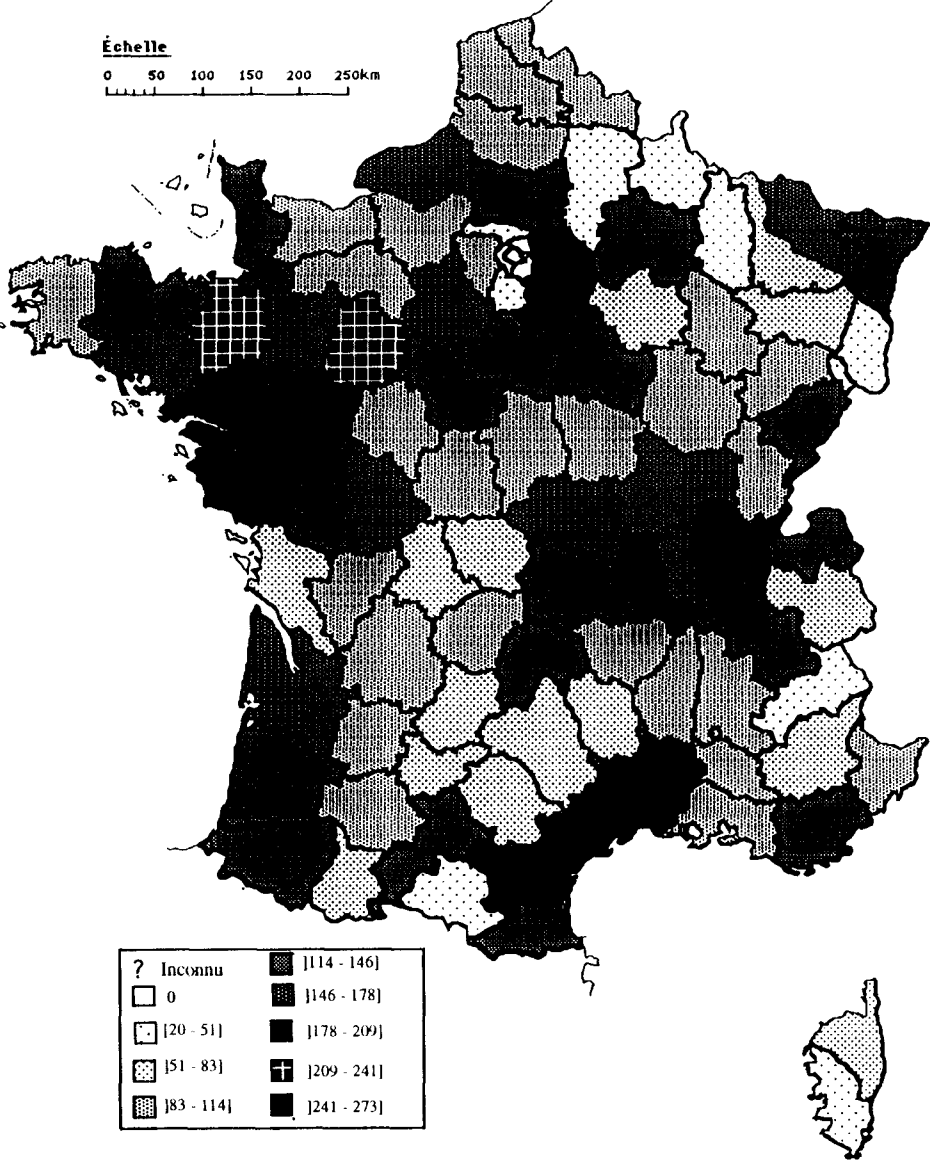 Échelle
0 50 100 150 200 250km
? Inconnu
0
]20 - 51]
]51 - 83]
]83 - 114]
]114 - 146]
]146 - 178]
]178 - 209]
]209 - 241]
]241 - 273]